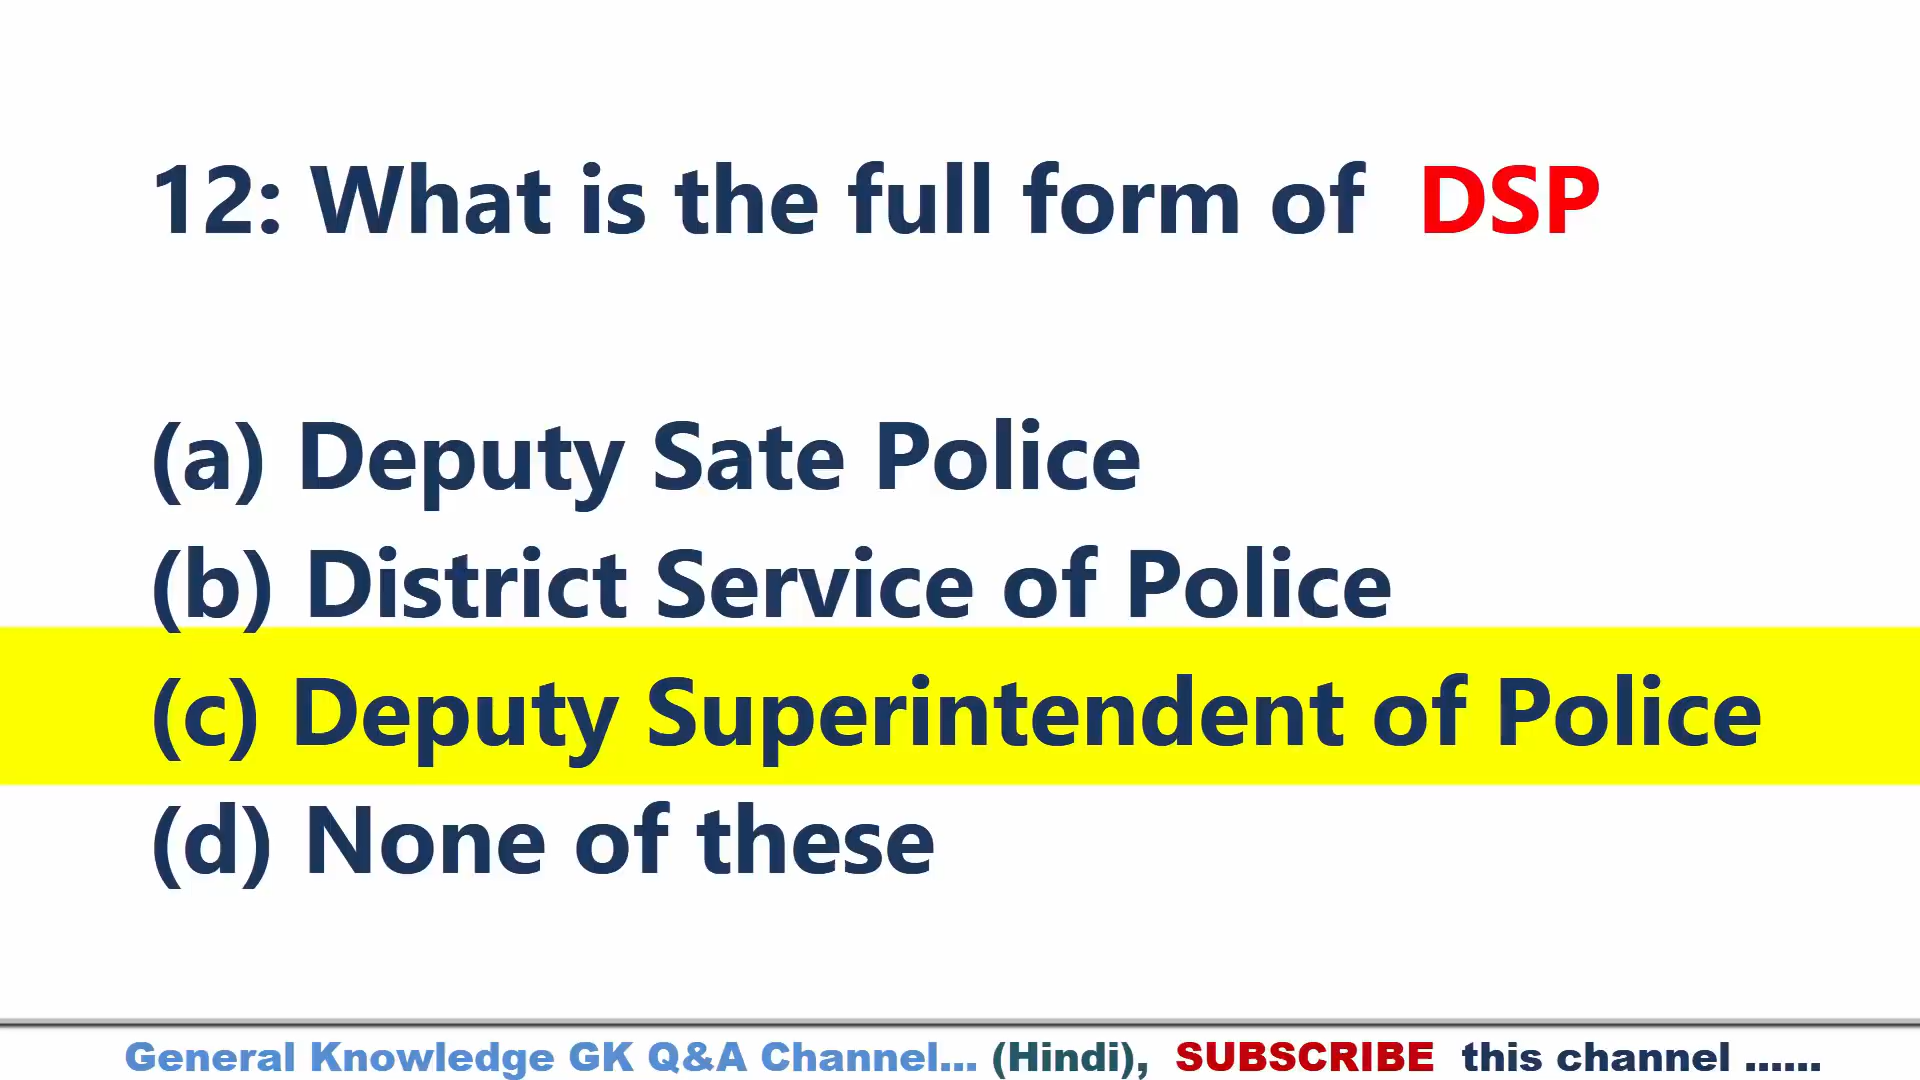 12: What is the full form of DSP
(a) Deputy Sate Police
(b) District Service of Police
(c) Deputy Superintendent of Police
(d) None of these
General Knowledge GK Q&A Channel... (Hindi), SUBSCRIBE this channel ......